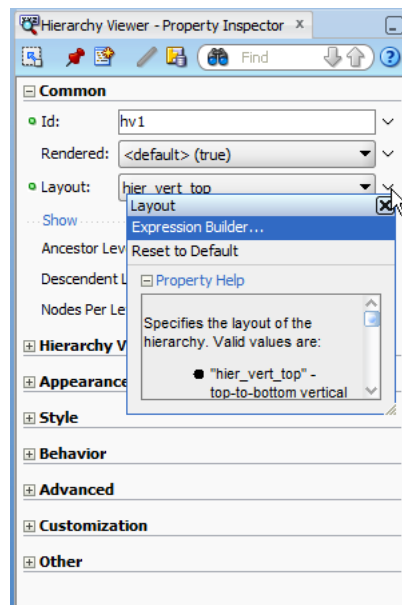 Hierarchy Viewer - Property Inspector x
Find
Common
Id: hv1
Rendered: <default> (true)
Layout: hier_vert_top
Layout
Show
Expression Builder...
Ancestor Lev
Reset to Default
Descendent L
Property Help
Nodes Per Le
Specifies the layout of the
hierarchy. Valid values are:
Hierarchy V
"hier_vert_top" -
top-to-bottom vertical
Appearance
Style
Behavior
Advanced
Customization
Other